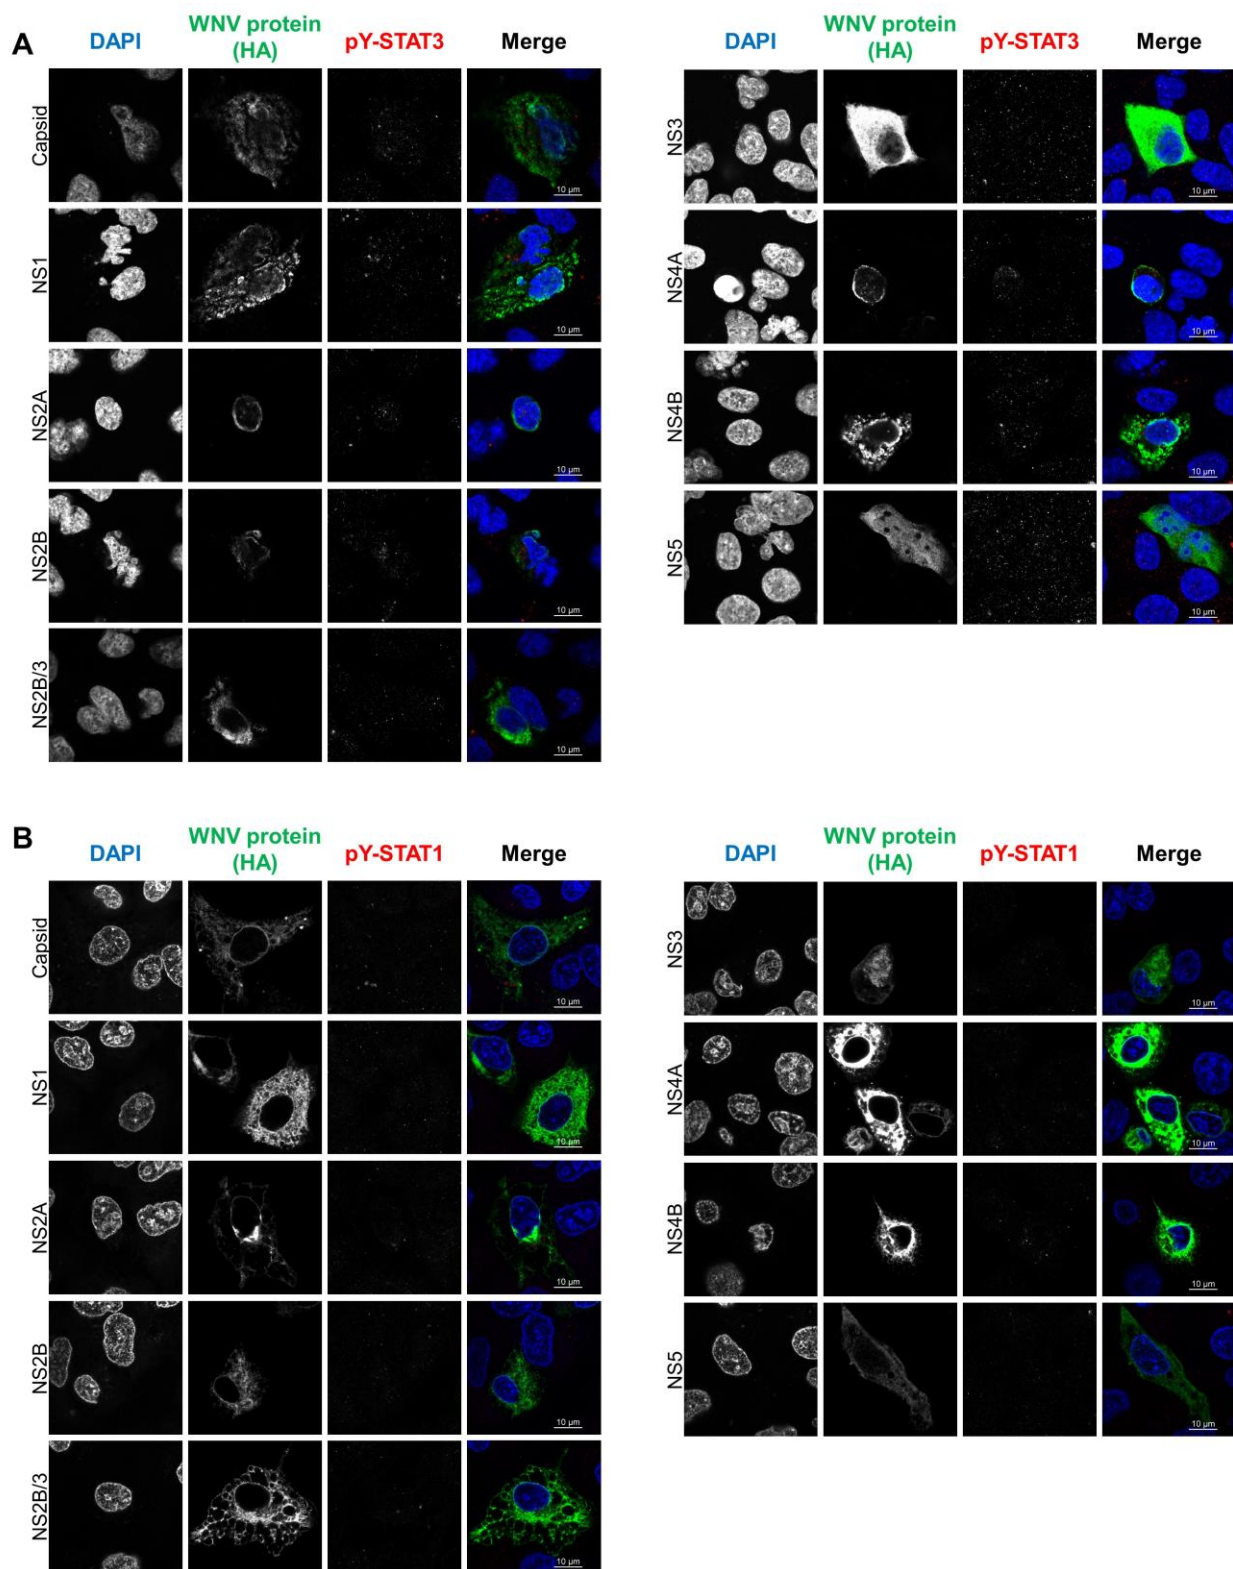 A
DAPI
WNV protein
(HA)
pY-STAT3
Merge
Capsid
10 µm
NS1
10 µm
NS2A
10 µm
NS2B
10 µm
NS2B/3
10 µm
DAPI
WNV protein
(HA)
pY-STAT3
Merge
NS3
10 µm
NS4A
10 µm
NS4B
10 µm
NS5
10 µm
B
DAPI
WNV protein
(HA)
pY-STAT1
Merge
Capsid
10 µm
NS1
10 µm
NS2A
10 µm
NS2B
10 µm
NS2B/3
10 µm
DAPI
WNV protein
(HA)
pY-STAT1
Merge
NS3
10 µm
NS4A
10 µm
NS4B
10 µm
NS5
10 µm